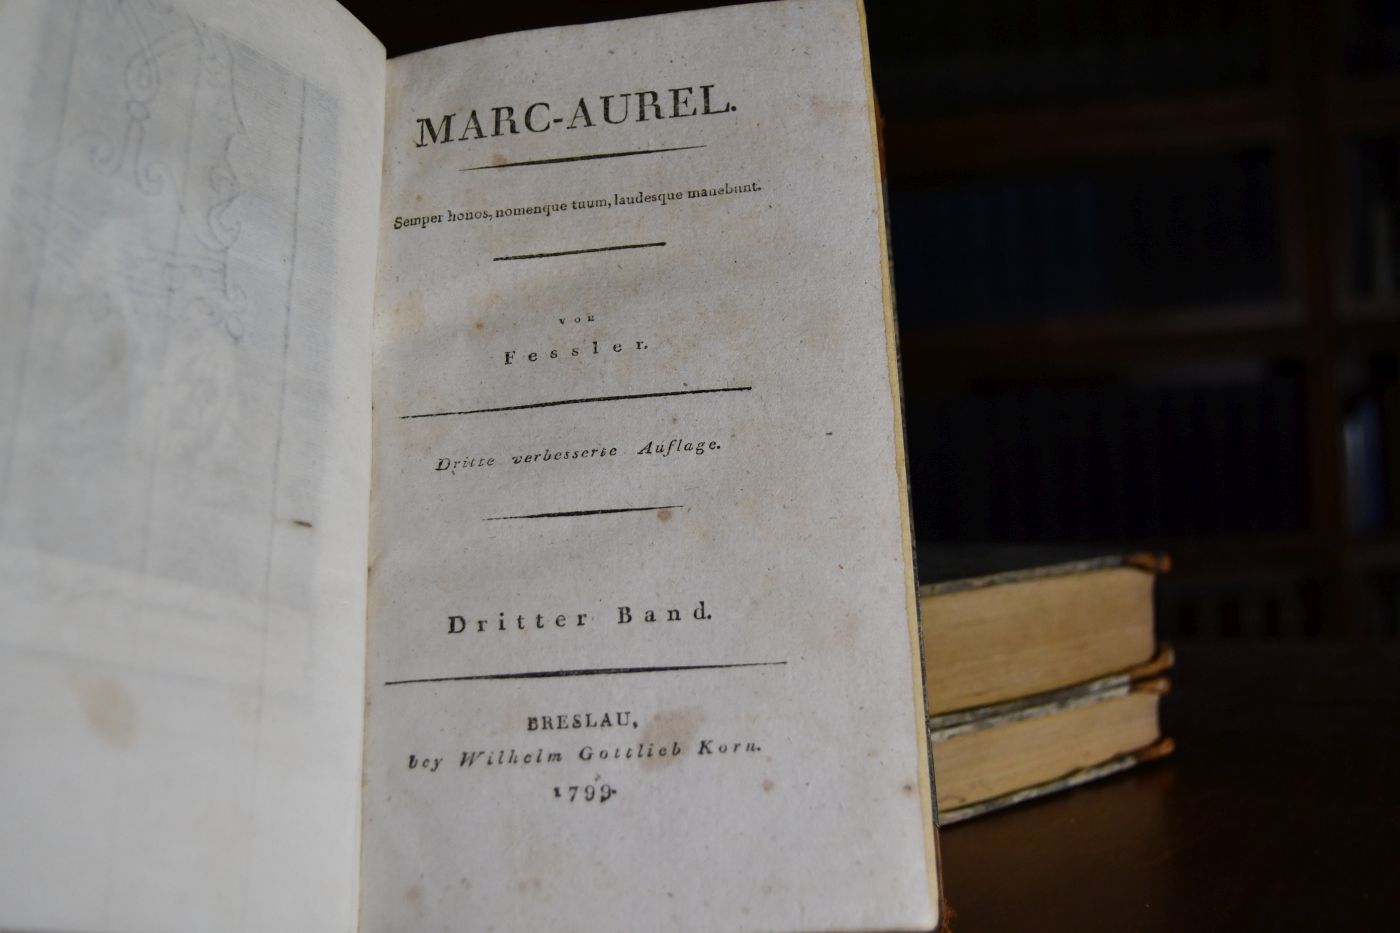 MARC-AUREL.
Semper honos, nomenque tuum, laudesque manebunt.
von
Fessler.
Dritte verbesserte Auflage.
Dritter Band.
BRESLAU,
bey Wilhelm Gottlieb Korn.
1799.